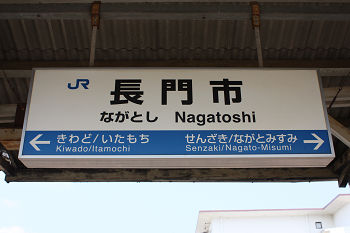 JR
長門市
ながとし Nagatoshi
きわど/いたもち せんざき/ながとみすみ
Kiwado/Itamochi Senzaki/Nagato-Misumi